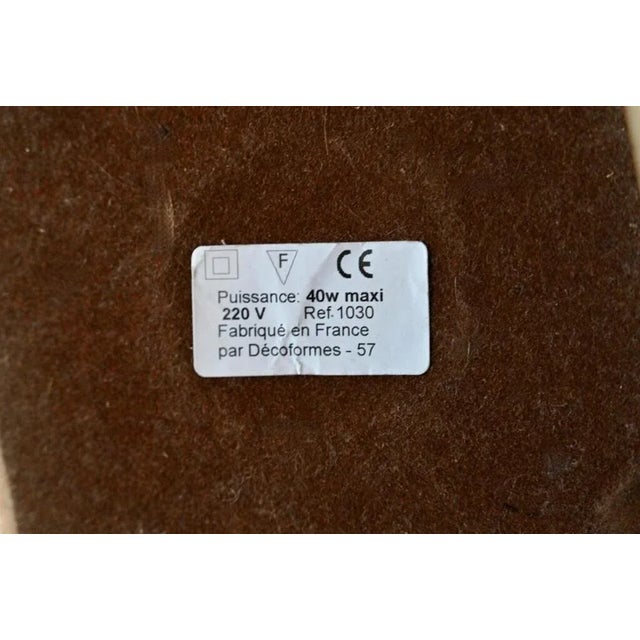 F CE
Puissance: 40w maxi
220 V Ref.1030
Fabriqué en France
par Décoformes - 57